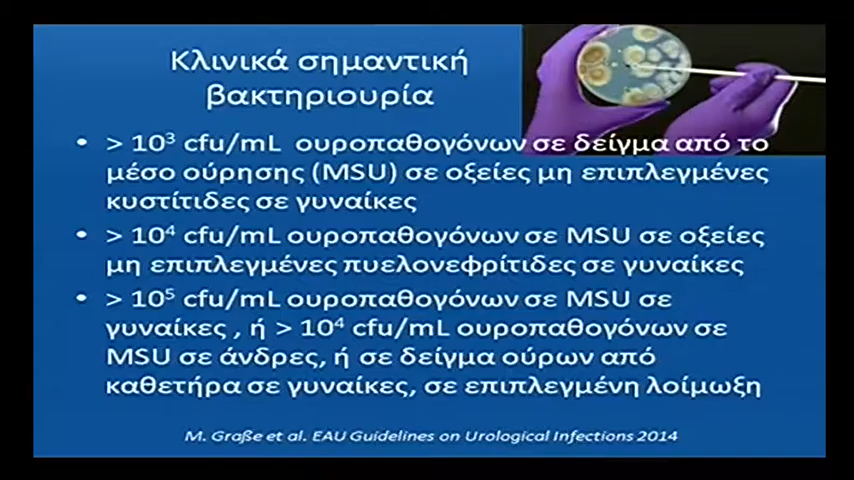 Κλινικά σημαντική
βακτηριουρία
• > 10³ cfu/mL ουροπαθογόνων σε δείγμα από το
μέσο ούρησης (MSU) σε οξείες μη επιπλεγμένες
κυστίτιδες σε γυναίκες
• > 10⁴ cfu/mL ουροπαθογόνων σε MSU σε οξείες
μη επιπλεγμένες πυελονεφρίτιδες σε γυναίκες
• > 10⁵ cfu/mL ουροπαθογόνων σε MSU σε
γυναίκες , ή > 10⁴ cfu/mL ουροπαθογόνων σε
MSU σε άνδρες, ή σε δείγμα ούρων από
καθετήρα σε γυναίκες, σε επιπλεγμένη λοίμωξη
M. Graße et al. EAU Guidelines on Urological Infections 2014